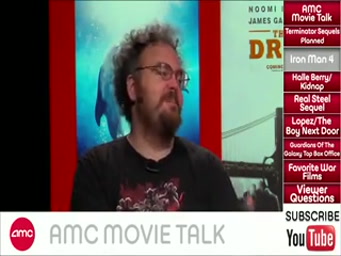 NOOMI
JAMES GA
TH
DR
COMING
AMC
Movie Talk
Terminator Sequels
Planned
Iron Man 4
Halle Berry/
Kidnap
Real Steel
Sequel
Lopez/The
Boy Next Door
Guardians Of The
Galaxy Top Box Office
Favorite War
Films
Viewer
Questions
SUBSCRIBE
YouTube
amc
AMC MOVIE TALK